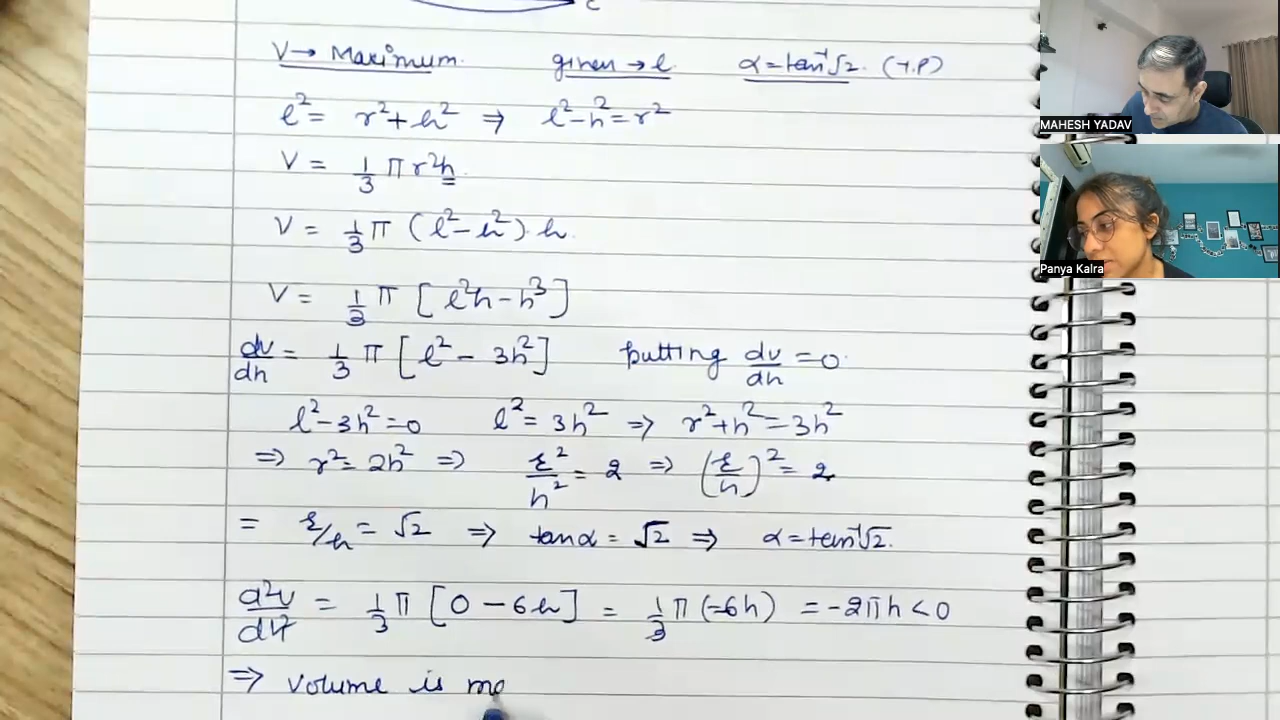 c
V → Maximum. given → l. α = tan⁻¹√2. (T.P)
l² = r² + h² ⇒ l² - h² = r²
V = 1/3 π r²h.
V = 1/3 π (l² - h²) . h.
V = 1/3 π [l²h - h³]
dv/dh = 1/3 π [l² - 3h²] putting dv/dh = 0.
l² - 3h² = 0 l² = 3h² ⇒ r² + h² = 3h²
⇒ r² = 2h² ⇒ r²/h² = 2 ⇒ (r/h)² = 2
= r/h = √2 ⇒ tanα = √2 ⇒ α = tan⁻¹√2.
d²v/dh² = 1/3 π [0 - 6h] = 1/3 π (-6h) = -2πh < 0
⇒ volume is ma
MAHESH YADAV
Panya Kalra